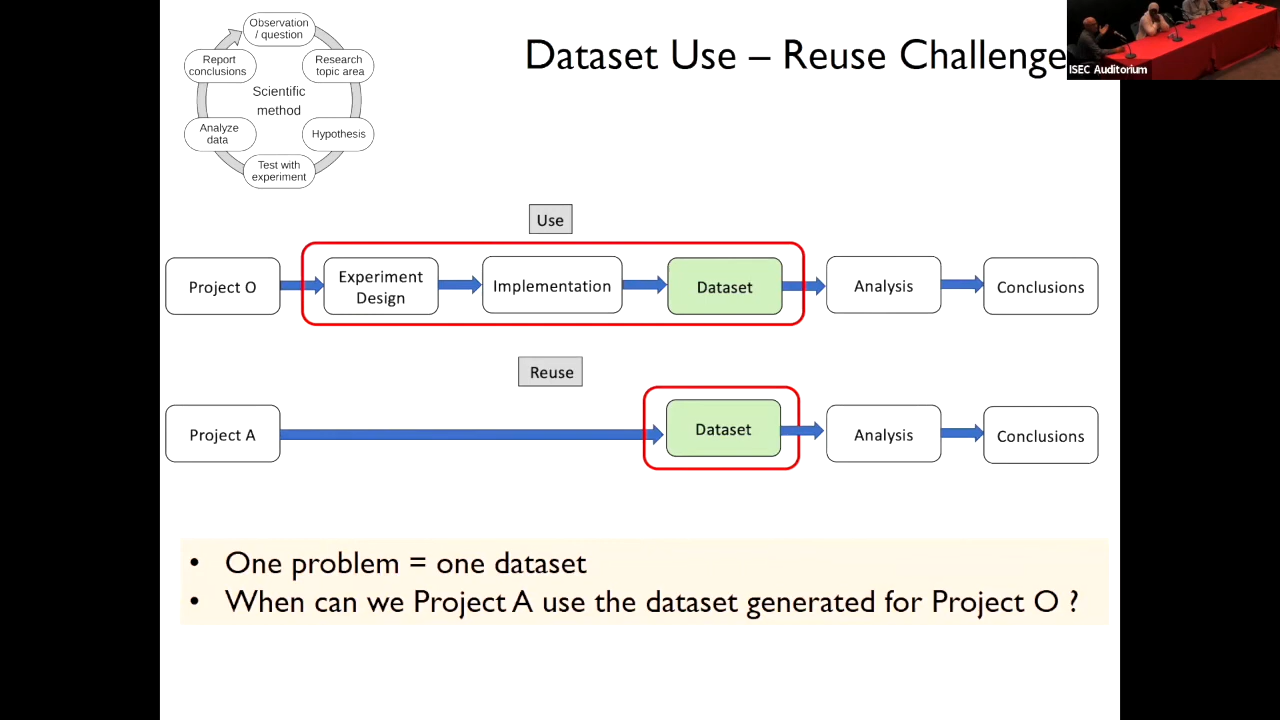 Observation
/ question
Report
conclusions
Research
topic area
Scientific
method
Analyze
data
Hypothesis
Test with
experiment
Dataset Use – Reuse Challenge
ISEC Auditorium
Use
Project O
Experiment
Design
Implementation
Dataset
Analysis
Conclusions
Reuse
Project A
Dataset
Analysis
Conclusions
• One problem = one dataset
• When can we Project A use the dataset generated for Project O ?